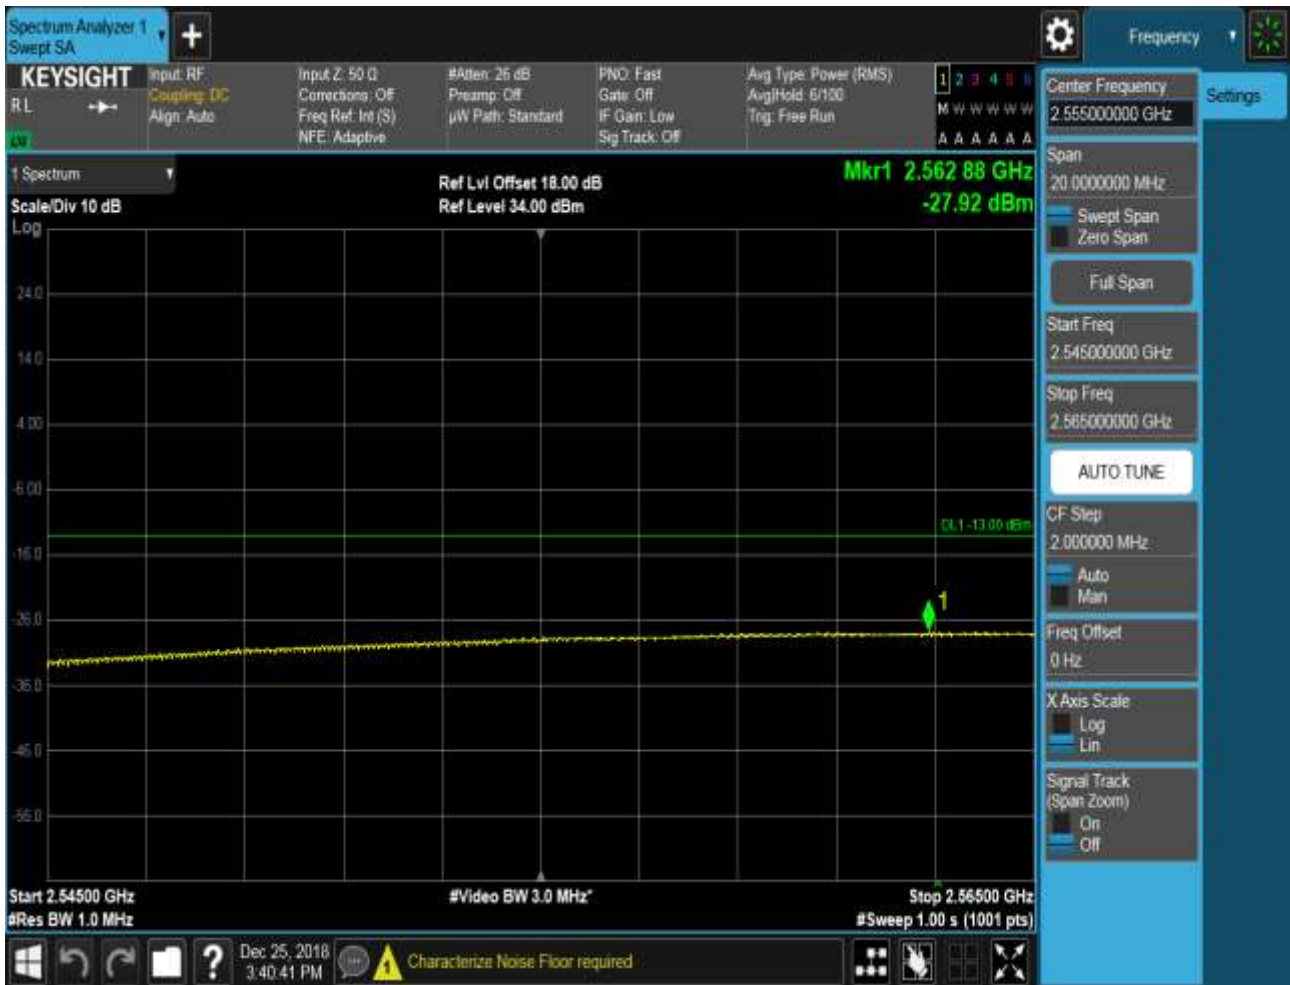 Spectrum Analyzer 1
Swept SA
Frequency
KEYSIGHT
R L
Input: RF
Coupling: DC
Align: Auto
Input Z: 50 Ω
Corrections: Off
Freq Ref: Int (S)
NFE: Adaptive
#Atten: 26 dB
Preamp: Off
µW Path: Standard
PNO: Fast
Gate: Off
IF Gain: Low
Sig Track: Off
Avg Type: Power (RMS)
Avg|Hold: 6/100
Trig: Free Run
1 2 3 4 5 6
M W W W W W
A A A A A A
1 Spectrum
Scale/Div 10 dB
Log
Ref Lvl Offset 18.00 dB
Ref Level 34.00 dBm
Mkr1 2.562 88 GHz
-27.92 dBm
24.0
14.0
4.00
-6.00
-16.0
-26.0
-36.0
-46.0
-56.0
DL1 -13.00 dBm
1
Start 2.54500 GHz
#Res BW 1.0 MHz
#Video BW 3.0 MHz*
Stop 2.56500 GHz
#Sweep 1.00 s (1001 pts)
Center Frequency
2.555000000 GHz
Settings
Span
20.0000000 MHz
Swept Span
Zero Span
Full Span
Start Freq
2.545000000 GHz
Stop Freq
2.565000000 GHz
AUTO TUNE
CF Step
2.000000 MHz
Auto
Man
Freq Offset
0 Hz
X Axis Scale
Log
Lin
Signal Track
(Span Zoom)
On
Off
?
Dec 25, 2018
3:40:41 PM
1
Characterize Noise Floor required